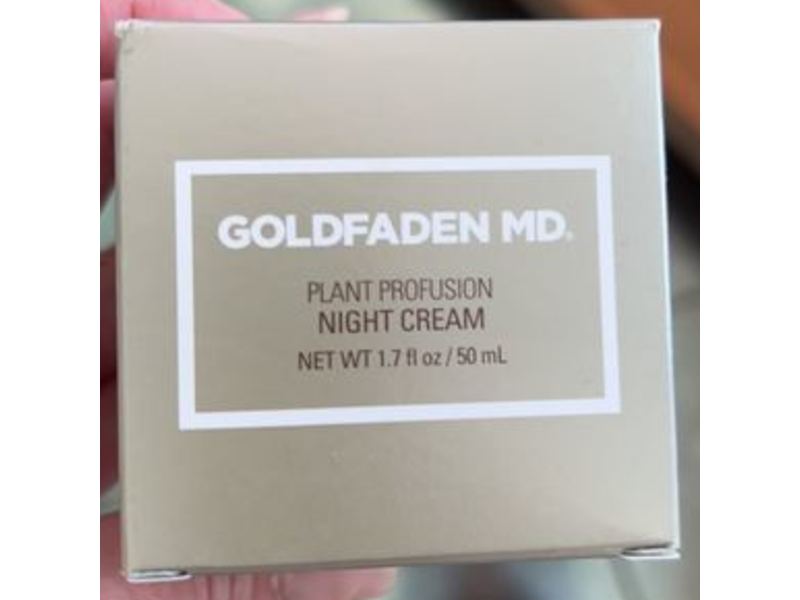 GOLDFADEN MD®
PLANT PROFUSION
NIGHT CREAM
NET WT 1.7 fl oz / 50 mL